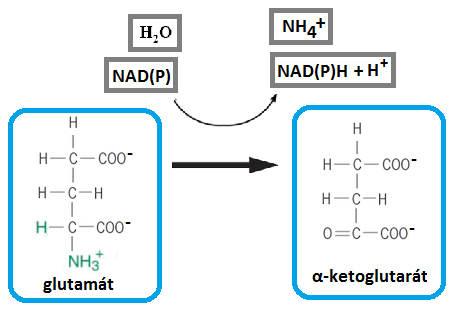 H₂O
NH₄⁺
NAD(P)
NAD(P)H + H⁺
H
H–C–COO⁻
H–C–H
H–C–COO⁻
NH₃⁺
glutamát
H
H–C–COO⁻
H–C–H
O=C–COO⁻
α-ketoglutarát